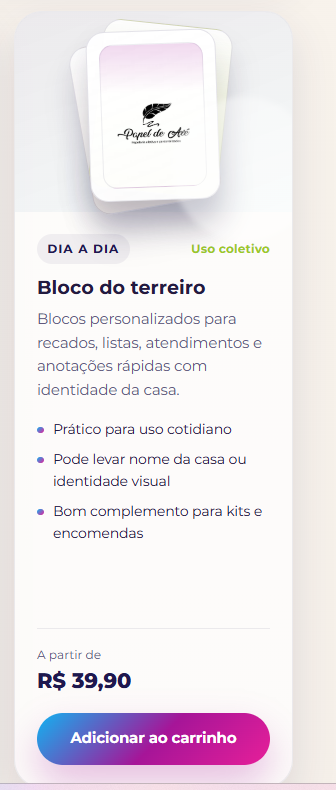 Papel de Axé
DIA A DIA
Uso coletivo
Bloco do terreiro
Blocos personalizados para
recados, listas, atendimentos e
anotações rápidas com
identidade da casa.
Prático para uso cotidiano
Pode levar nome da casa ou
identidade visual
Bom complemento para kits e
encomendas
A partir de
R$ 39,90
Adicionar ao carrinho